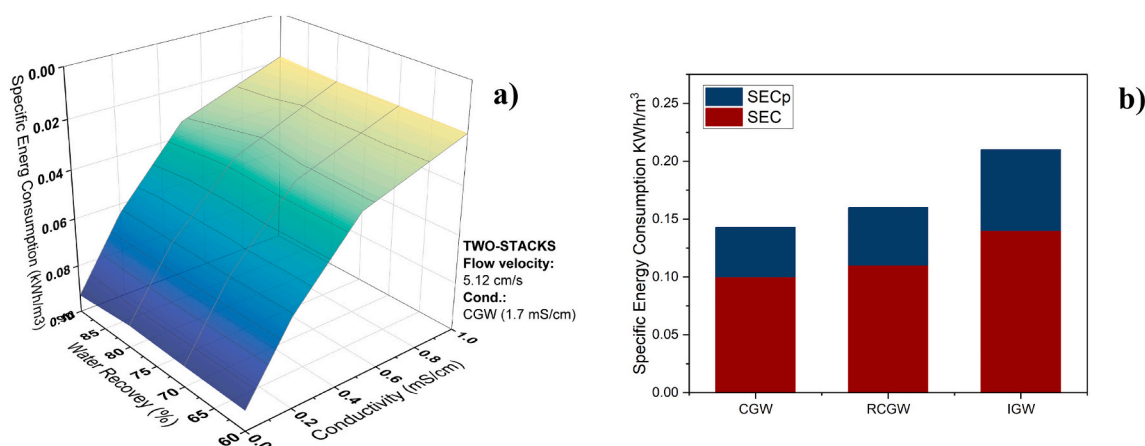 a)
Specific Energ Consumption (kWh/m3)
0.00
0.02
0.04
0.06
0.08
85
80
75
70
65
60
Water Recovey (%)
0.2
0.4
0.6
0.8
1.0
Conductivity (mS/cm)
TWO-STACKS
Flow velocity:
5.12 cm/s
Cond.:
CGW (1.7 mS/cm)
b)
SECp
SEC
Specific Energy Consumption KWh/m³
0.25
0.20
0.15
0.10
0.05
0.00
CGW RCGW IGW